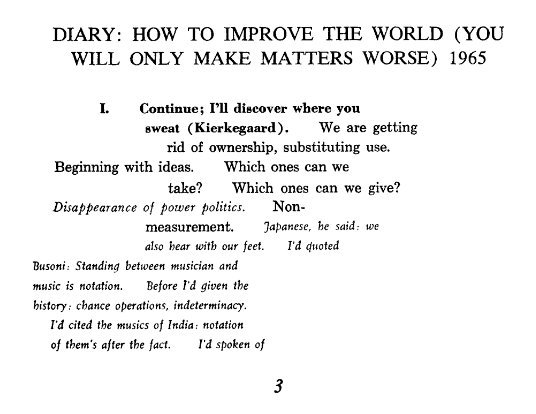 DIARY: HOW TO IMPROVE THE WORLD (YOU
WILL ONLY MAKE MATTERS WORSE) 1965
I. Continue; I'll discover where you
sweat (Kierkegaard). We are getting
rid of ownership, substituting use.
Beginning with ideas. Which ones can we
take? Which ones can we give?
Disappearance of power politics. Non-
measurement. Japanese, he said: we
also hear with our feet. I'd quoted
Busoni: Standing between musician and
music is notation. Before I'd given the
history: chance operations, indeterminacy.
I'd cited the musics of India: notation
of them's after the fact. I'd spoken of
3